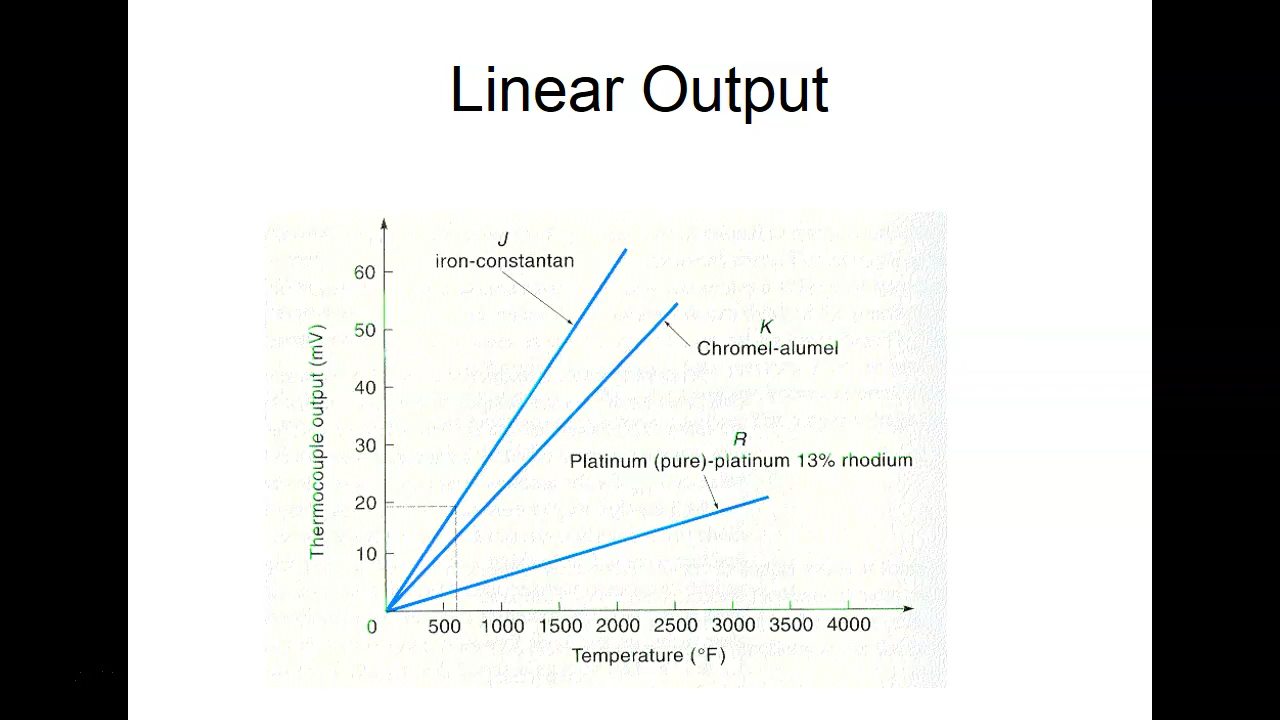 Linear Output
J
iron-constantan
K
Chromel-alumel
R
Platinum (pure)-platinum 13% rhodium
Thermocouple output (mV)
60
50
40
30
20
10
0
500 1000 1500 2000 2500 3000 3500 4000
Temperature (°F)